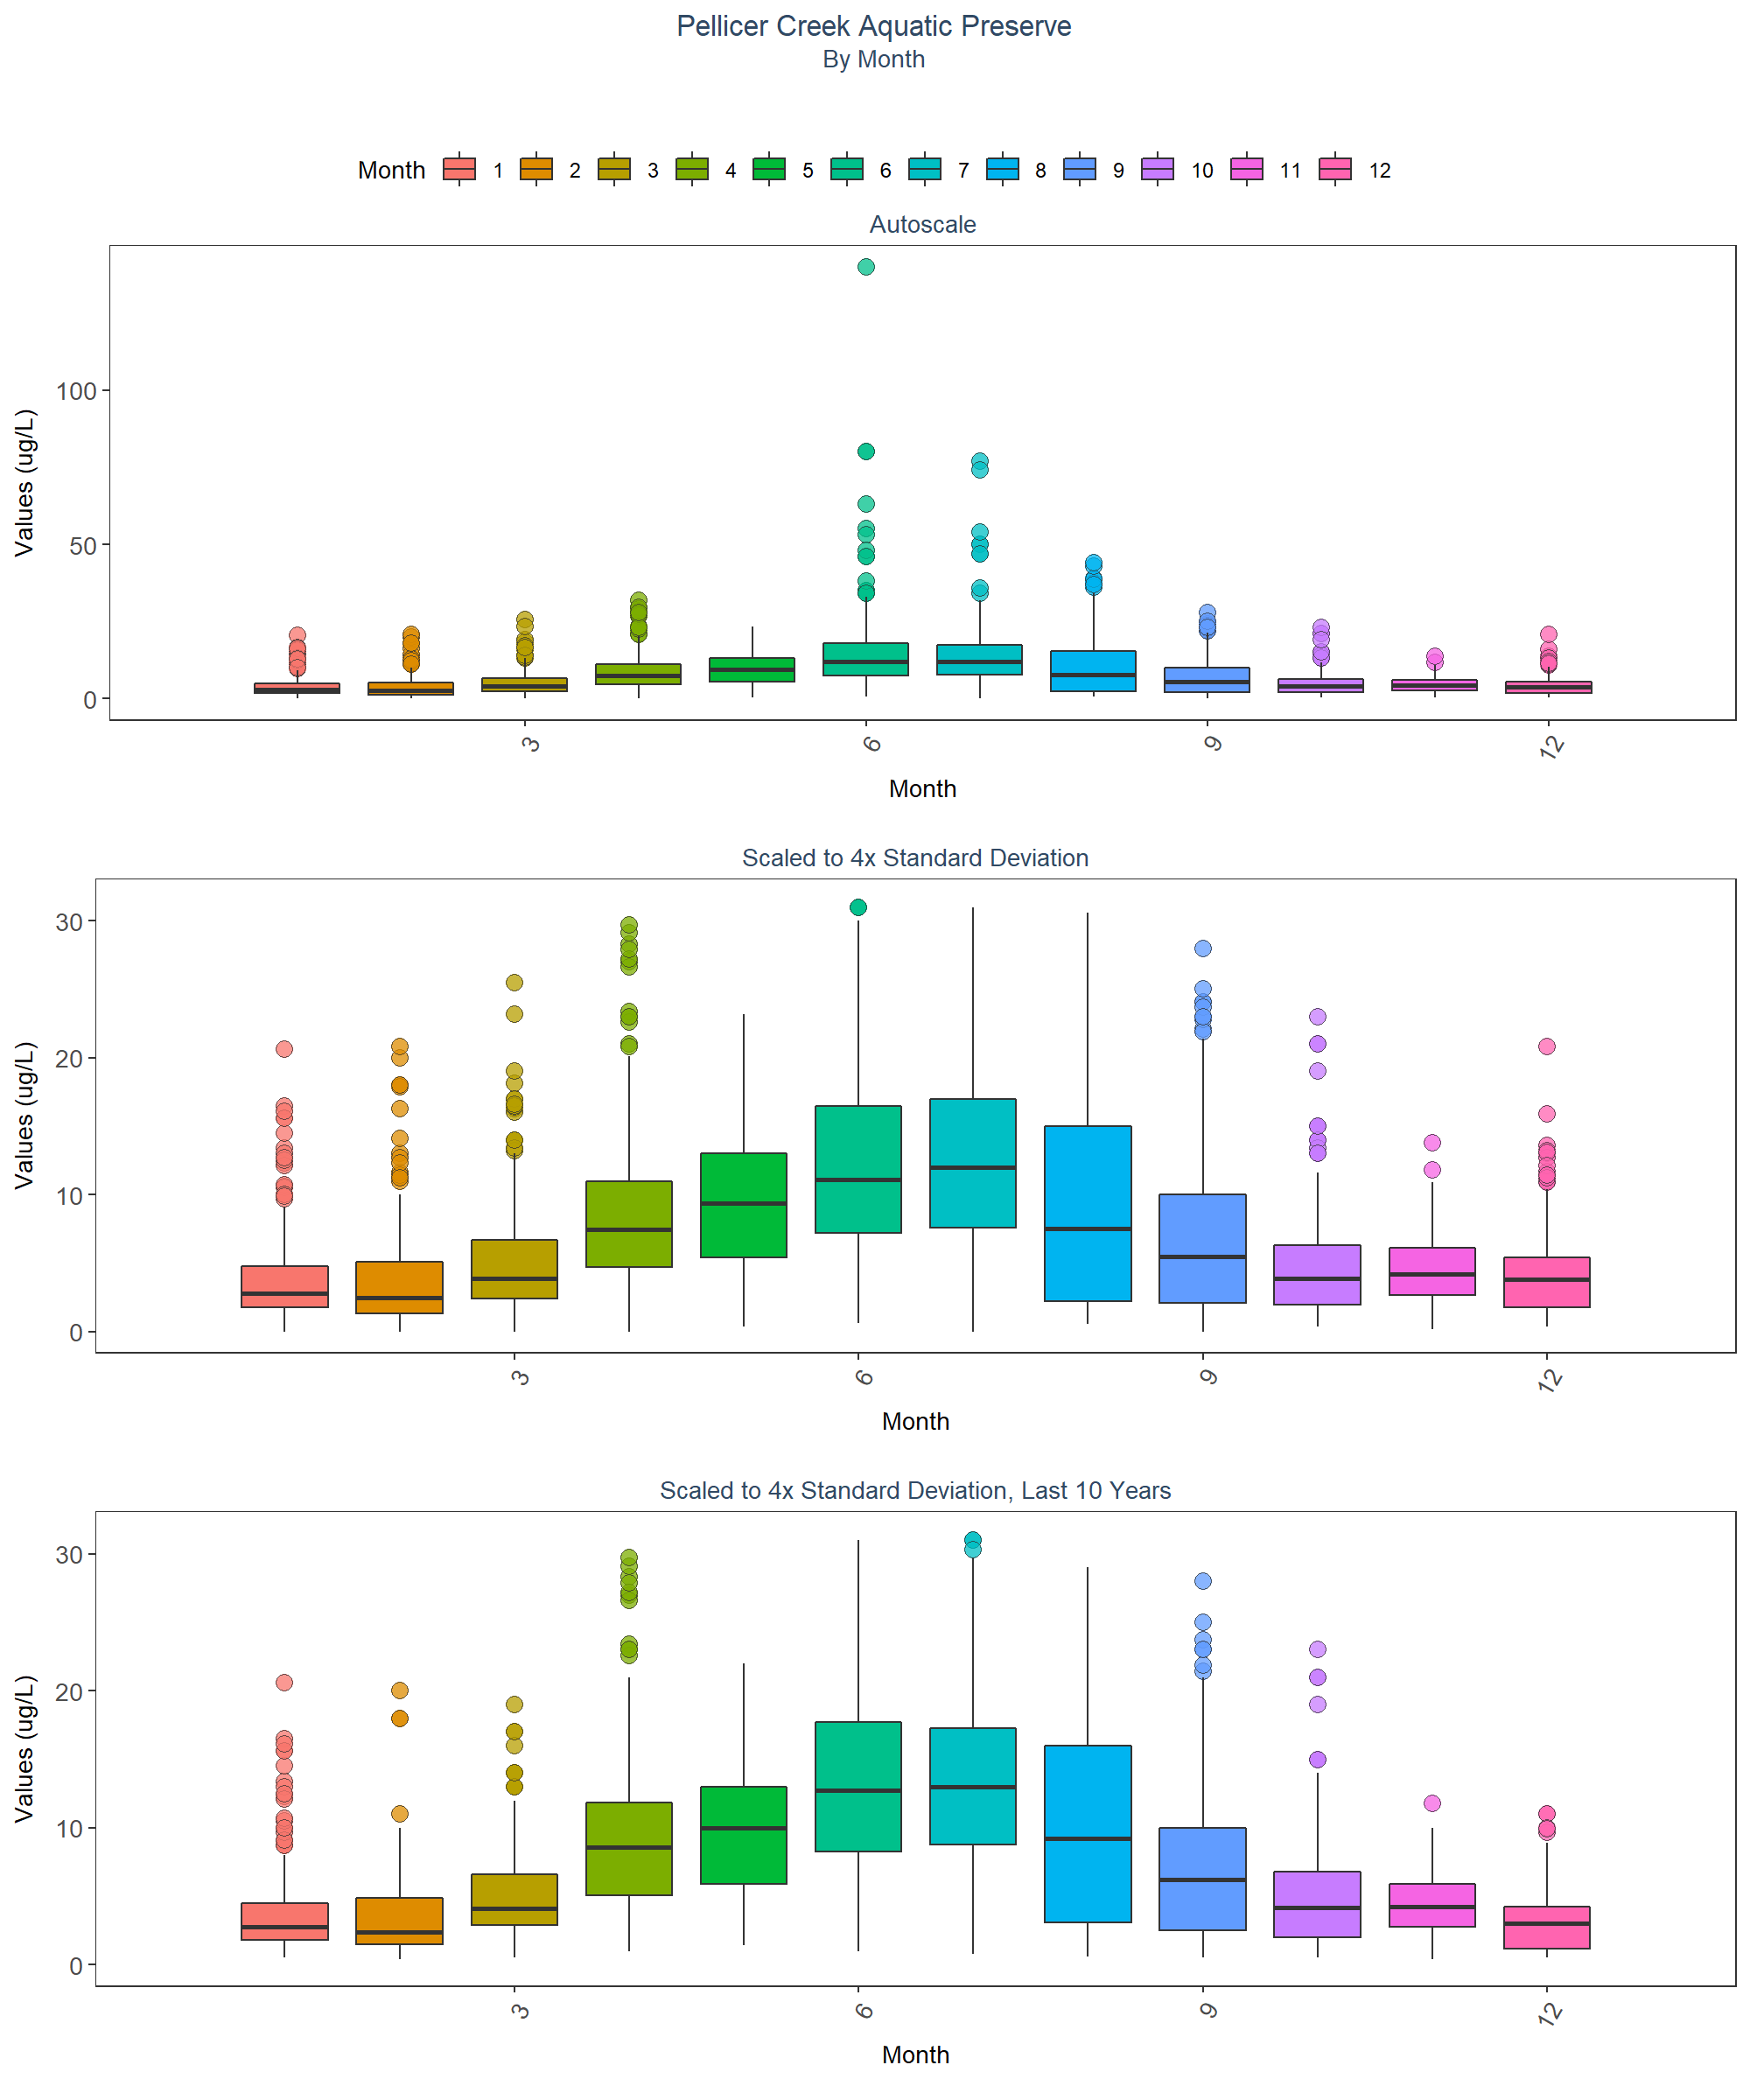 Pellicer Creek Aquatic Preserve
By Month
Month 1 2 3 4 5 6 7 8 9 10 11 12
Autoscale
Values (ug/L)
100
50
0
3 6 9 12
Month
Scaled to 4x Standard Deviation
Values (ug/L)
30
20
10
0
3 6 9 12
Month
Scaled to 4x Standard Deviation, Last 10 Years
Values (ug/L)
30
20
10
0
3 6 9 12
Month